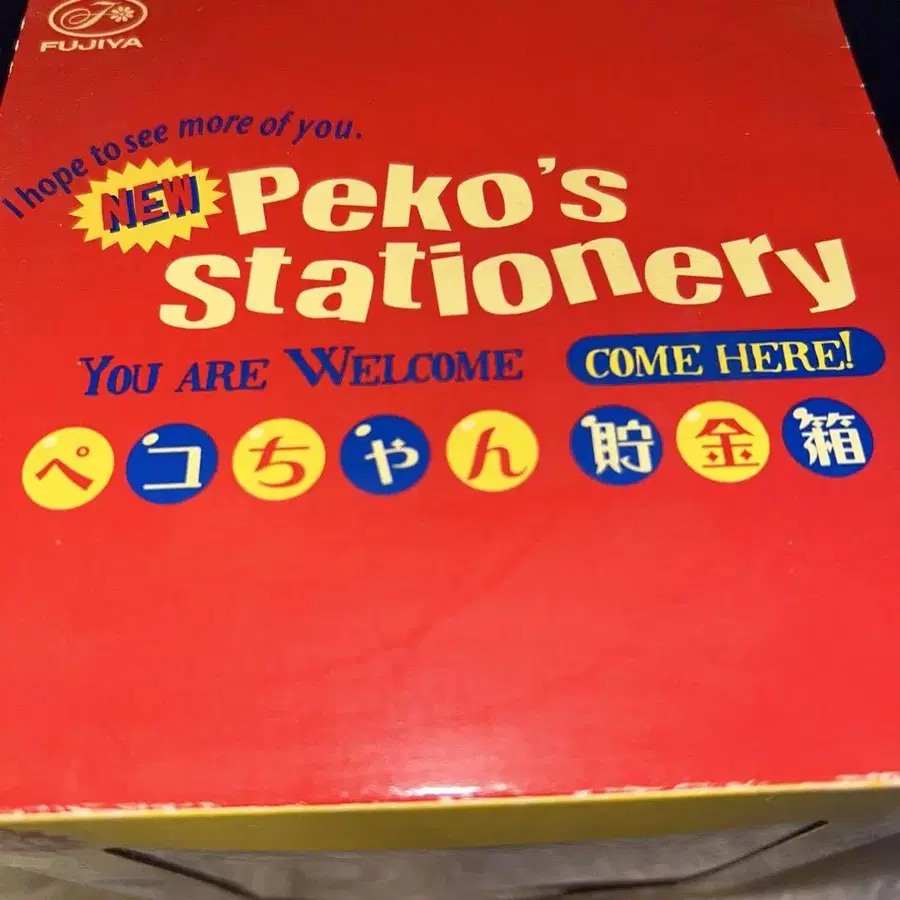 FUJIYA
I hope to see more of you.
NEW Peko's
Stationery
YOU ARE WELCOME COME HERE!
ペコちゃん 貯金箱